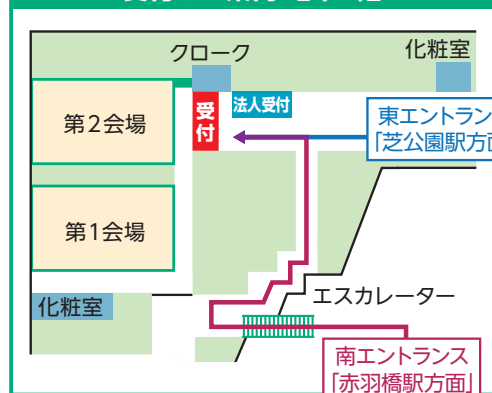 クローク
化粧室
受付
法人受付
第2会場
東エントラン
「芝公園駅方面
第1会場
化粧室
エスカレーター
南エントランス
「赤羽橋駅方面」